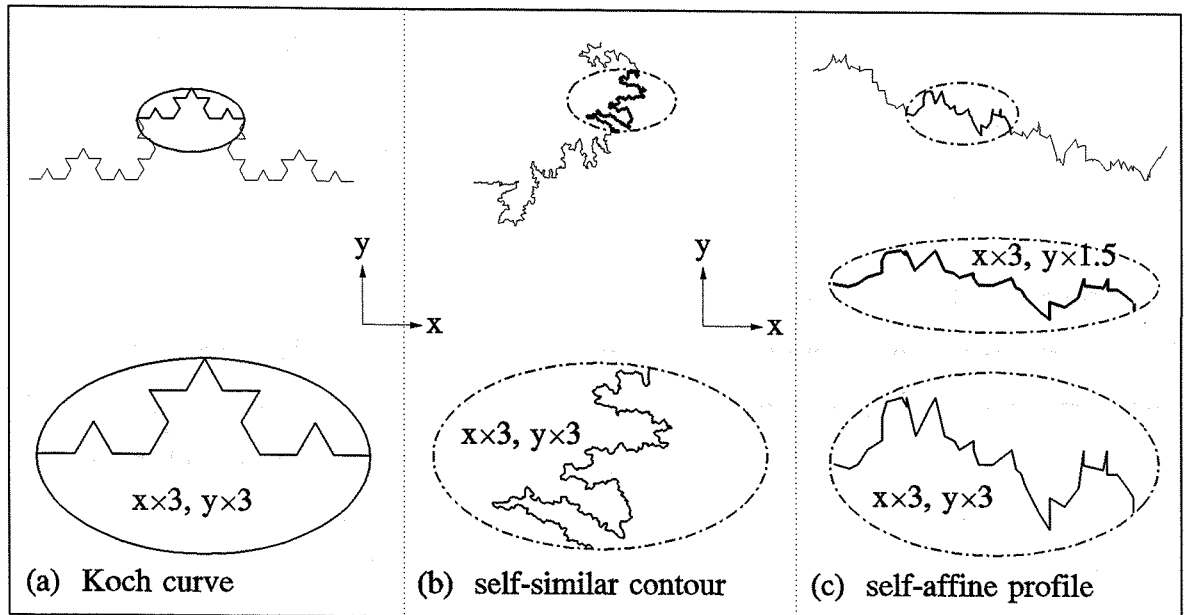 y
x
x×3, y×3
(a) Koch curve
y
x
x×3, y×3
(b) self-similar contour
x×3, y×1.5
x×3, y×3
(c) self-affine profile